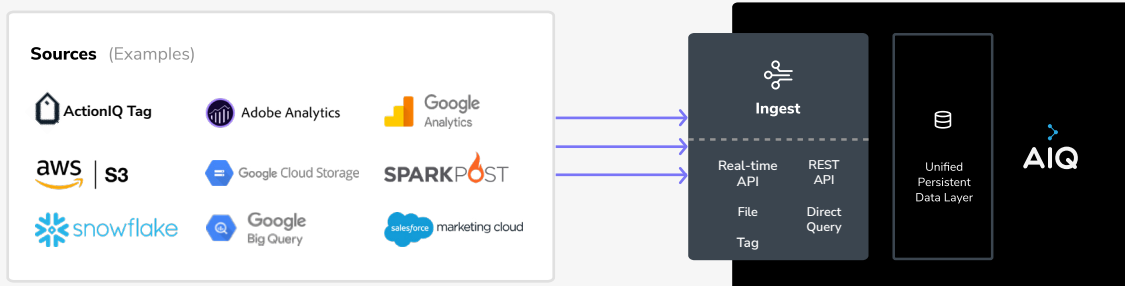 Sources (Examples)
ActionIQ Tag
Adobe Analytics
Google
Analytics
aws | S3
Google Cloud Storage
SPARKPOST
snowflake
Google
Big Query
salesforce marketing cloud
Ingest
Real-time
API
REST
API
File
Direct
Query
Tag
Unified
Persistent
Data Layer
AIQ